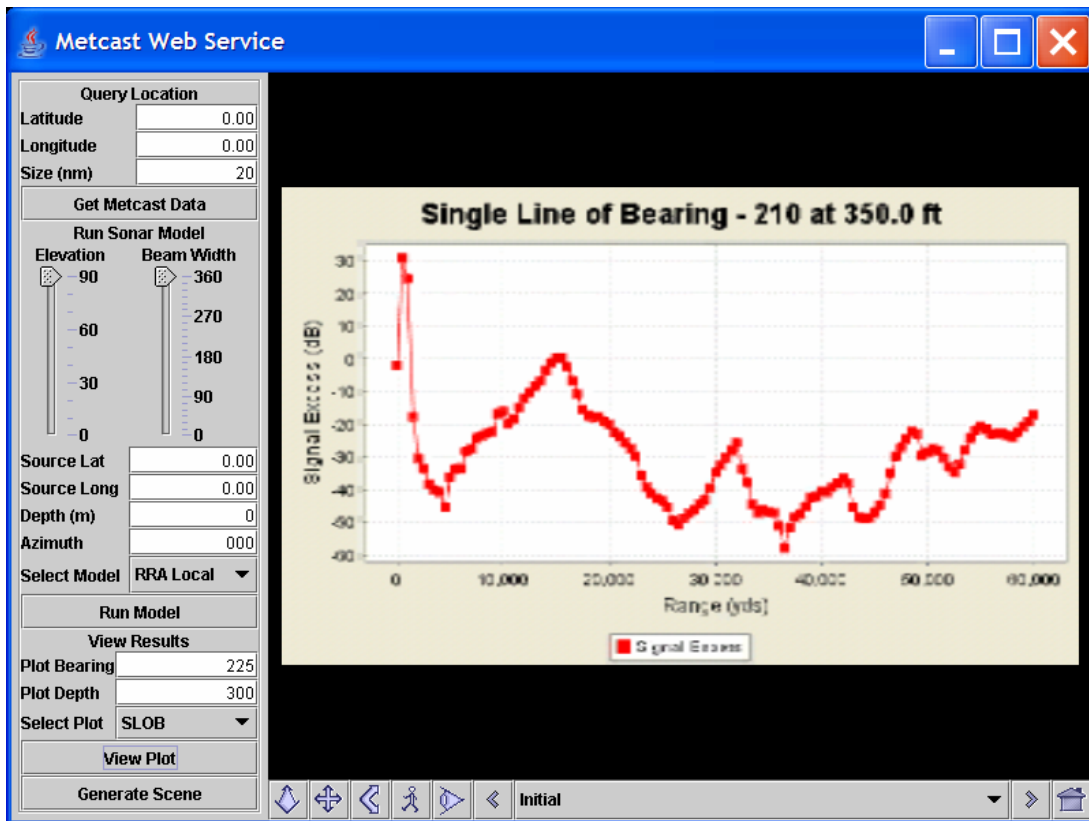 Metcast Web Service
Query Location
Latitude 0.00
Longitude 0.00
Size (nm) 20
Get Metcast Data
Run Sonar Model
Elevation Beam Width
90 360
270
60
180
30
90
0 0
Source Lat 0.00
Source Long 0.00
Depth (m) 0
Azimuth 000
Select Model RRA Local
Run Model
View Results
Plot Bearing 225
Plot Depth 300
Select Plot SLOB
View Plot
Generate Scene
Single Line of Bearing - 210 at 350.0 ft
Signal Excess (dB)
30
20
10
0
-10
-20
-30
-40
-50
-60
0 10,000 20,000 30,000 40,000 50,000 60,000
Range (yds)
Signal Excess
Initial